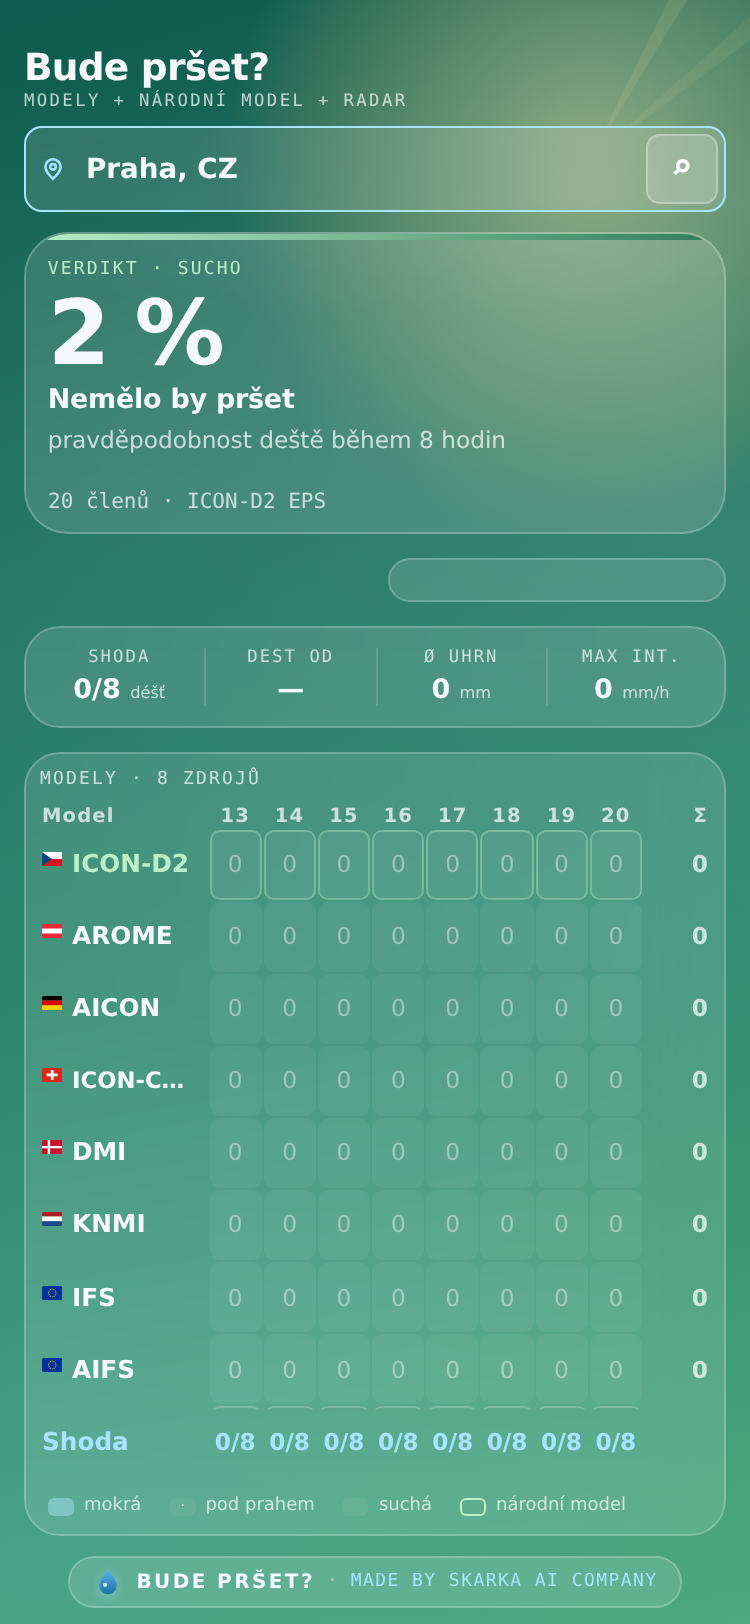 Bude pršet?
MODELY + NÁRODNÍ MODEL + RADAR
Praha, CZ
VERDIKT · SUCHO
2 %
Nemělo by pršet
pravděpodobnost deště během 8 hodin
20 členů · ICON-D2 EPS
SHODA DEST OD Ø UHRN MAX INT.
0/8 déšť — 0 mm 0 mm/h
MODELY · 8 ZDROJŮ
Model 13 14 15 16 17 18 19 20 Σ
ICON-D2 0 0 0 0 0 0 0 0 0
AROME 0 0 0 0 0 0 0 0 0
AICON 0 0 0 0 0 0 0 0 0
ICON-C… 0 0 0 0 0 0 0 0 0
DMI 0 0 0 0 0 0 0 0 0
KNMI 0 0 0 0 0 0 0 0 0
IFS 0 0 0 0 0 0 0 0 0
AIFS 0 0 0 0 0 0 0 0 0
Shoda 0/8 0/8 0/8 0/8 0/8 0/8 0/8 0/8
mokrá · pod prahem suchá národní model
BUDE PRŠET? · MADE BY SKARKA AI COMPANY